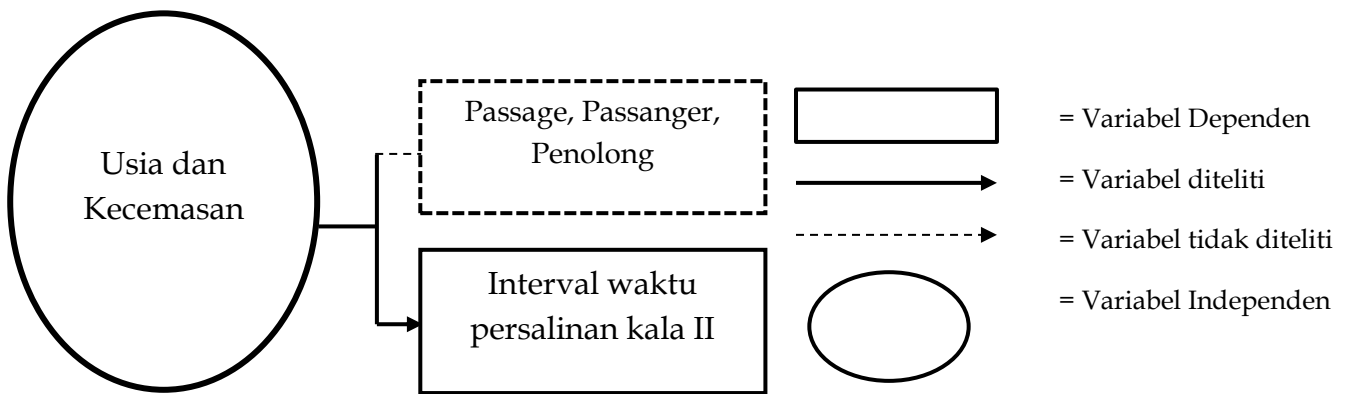 Usia dan
Kecemasan
Passage, Passanger,
Penolong
Interval waktu
persalinan kala II
= Variabel Dependen
= Variabel diteliti
= Variabel tidak diteliti
= Variabel Independen